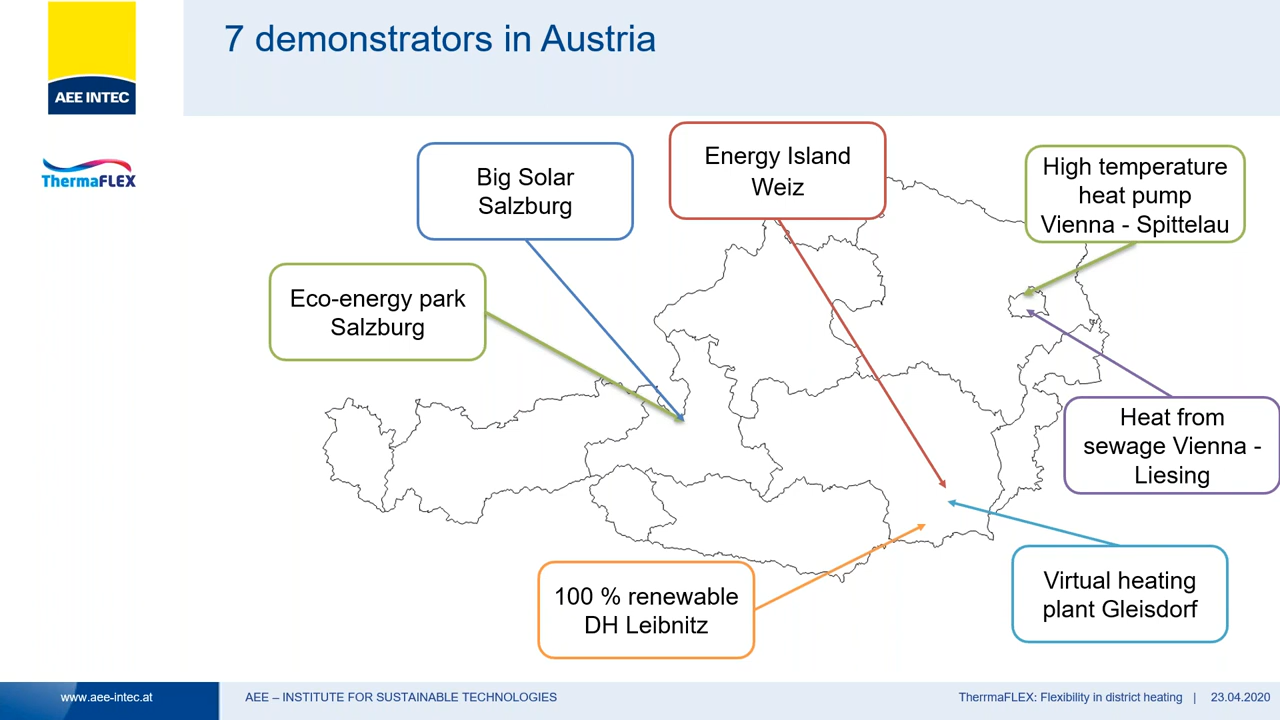 7 demonstrators in Austria
AEE INTEC
ThermaFLEX
Big Solar
Salzburg
Energy Island
Weiz
High temperature
heat pump
Vienna - Spittelau
Eco-energy park
Salzburg
Heat from
sewage Vienna -
Liesing
100 % renewable
DH Leibnitz
Virtual heating
plant Gleisdorf
www.aee-intec.at
AEE – INSTITUTE FOR SUSTAINABLE TECHNOLOGIES
TherrmaFLEX: Flexibility in district heating | 23.04.2020